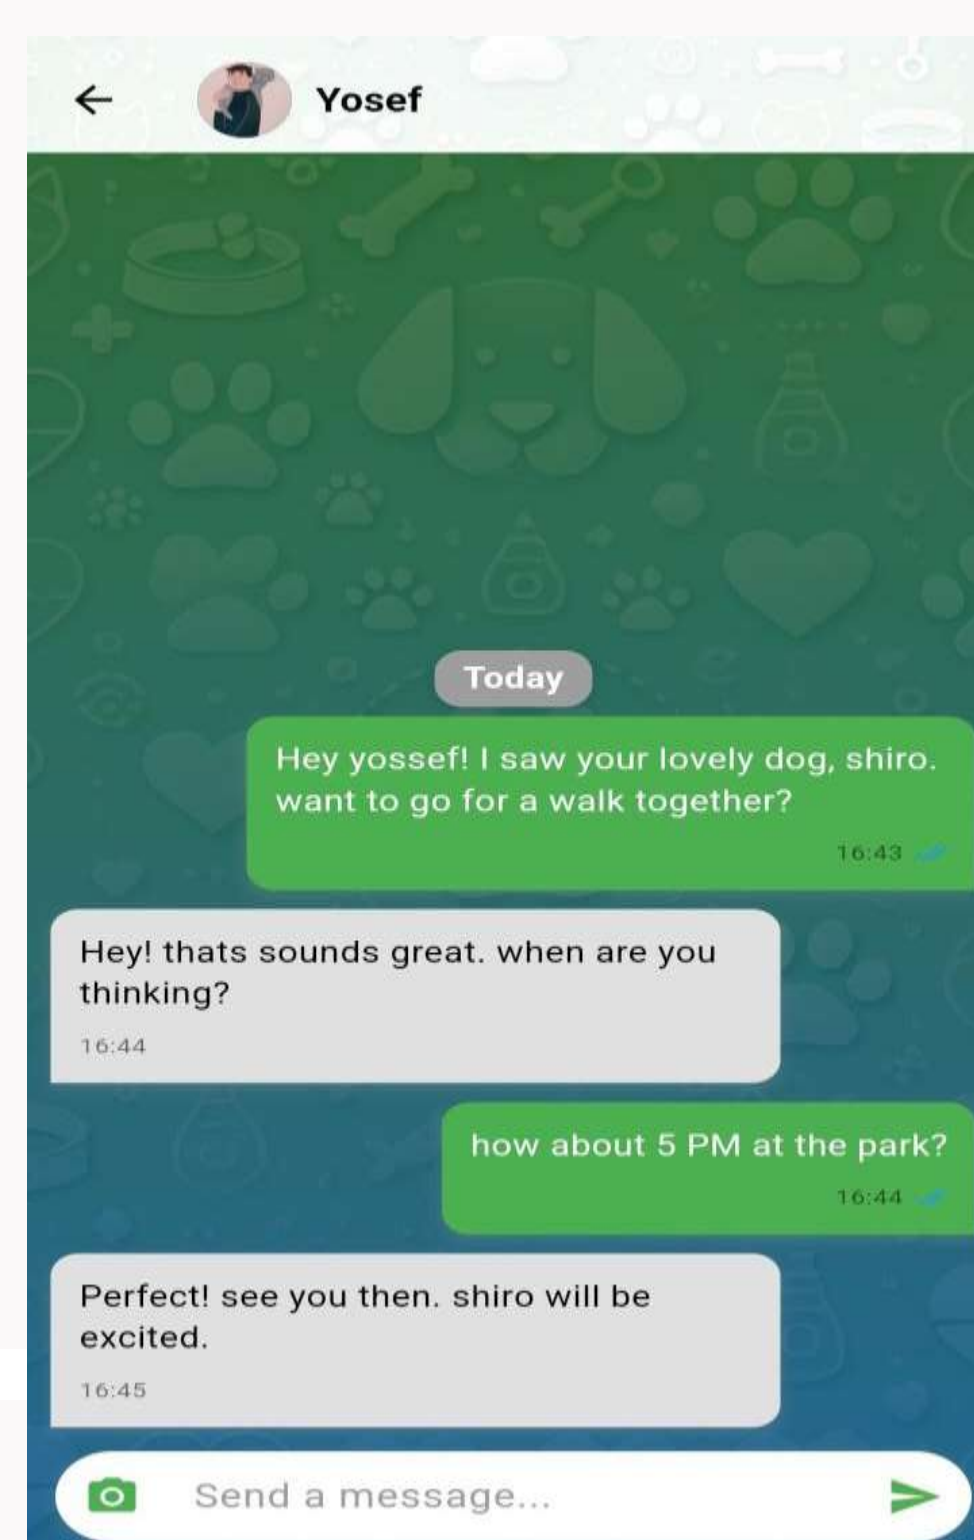 Yosef
Today
Hey yossef! I saw your lovely dog, shiro.
want to go for a walk together?
16:43
Hey! thats sounds great. when are you
thinking?
16:44
how about 5 PM at the park?
16:44
Perfect! see you then. shiro will be
excited.
16:45
Send a message...